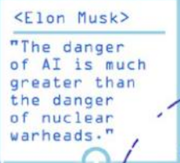 <Elon Musk>
"The danger
of AI is much
greater than
the danger
of nuclear
warheads."